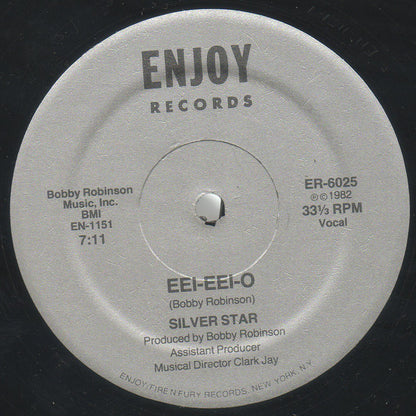 ENJOY
RECORDS
Bobby Robinson
Music, Inc.
BMI
EN-1151
7:11
ER-6025
℗©1982
33⅓ RPM
Vocal
EEI-EEI-O
(Bobby Robinson)
SILVER STAR
Produced by Bobby Robinson
Assistant Producer
Musical Director Clark Jay
ENJOY/FIRE N FURY RECORDS, NEW YORK, N.Y.